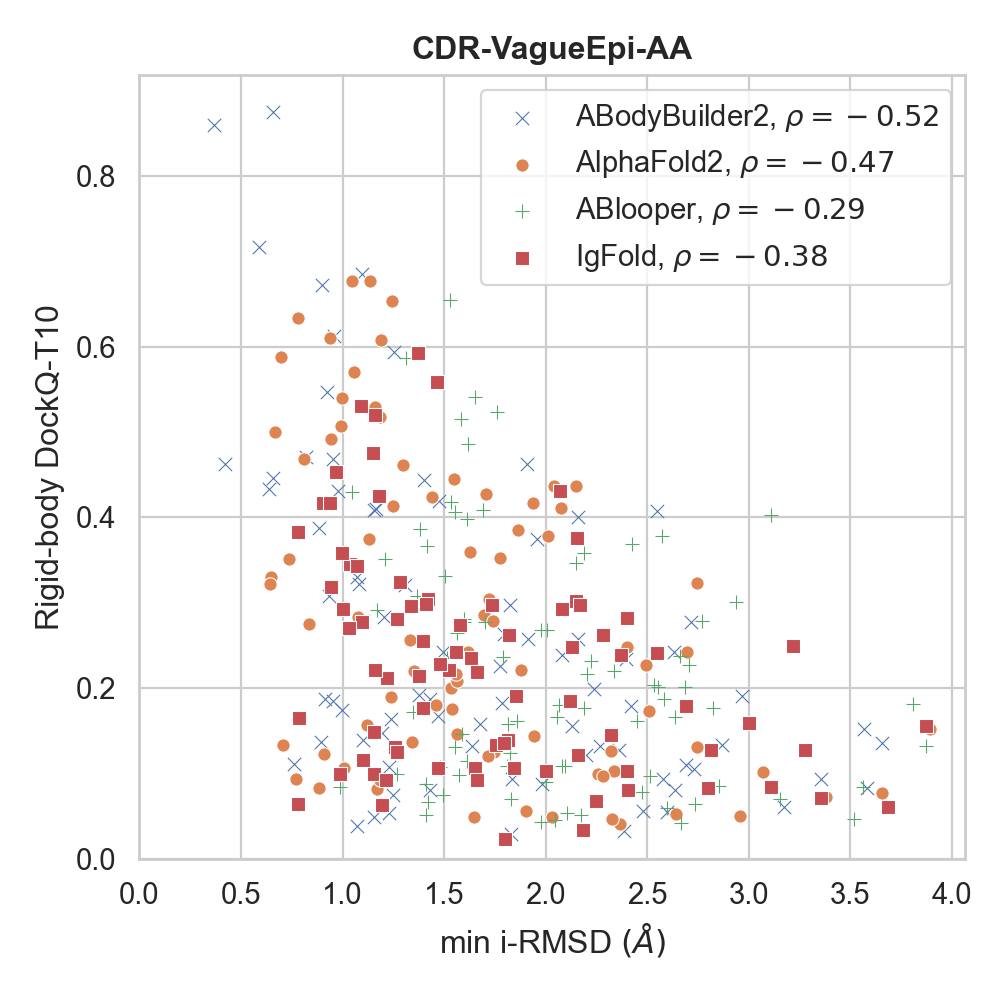 CDR-VagueEpi-AA
ABodyBuilder2, ρ = −0.52
AlphaFold2, ρ = −0.47
ABlooper, ρ = −0.29
IgFold, ρ = −0.38
Rigid-body DockQ-T10
0.8
0.6
0.4
0.2
0.0
0.0 0.5 1.0 1.5 2.0 2.5 3.0 3.5 4.0
min i-RMSD (Å)